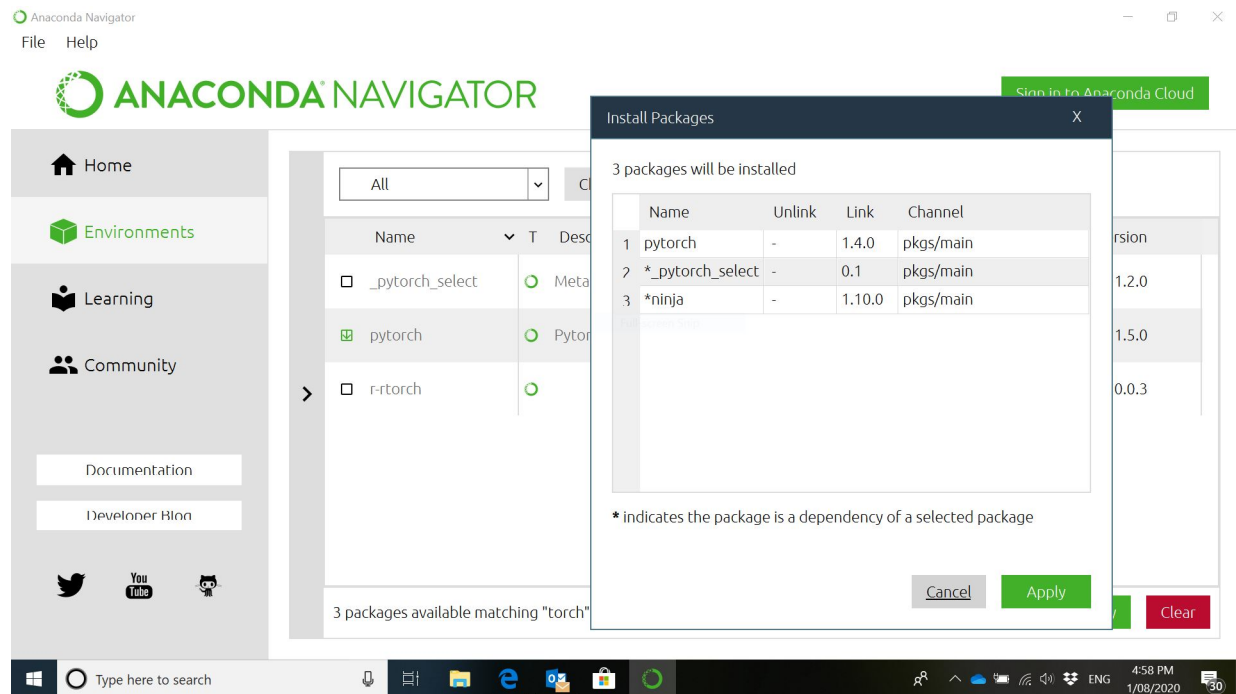 Anaconda Navigator
File Help
ANACONDA NAVIGATOR
Sign in to Anaconda Cloud
Home
Environments
Learning
Community
Documentation
Developer Blog
You
Tube
All
Name T
_pytorch_select
pytorch
r-rtorch
1.2.0
1.5.0
0.0.3
3 packages available matching "torch"
Clear
Install Packages X
3 packages will be installed
Name Unlink Link Channel
1 pytorch - 1.4.0 pkgs/main
2 *_pytorch_select - 0.1 pkgs/main
3 *ninja - 1.10.0 pkgs/main
* indicates the package is a dependency of a selected package
Cancel Apply
Type here to search
ENG
4:58 PM
1/08/2020
30